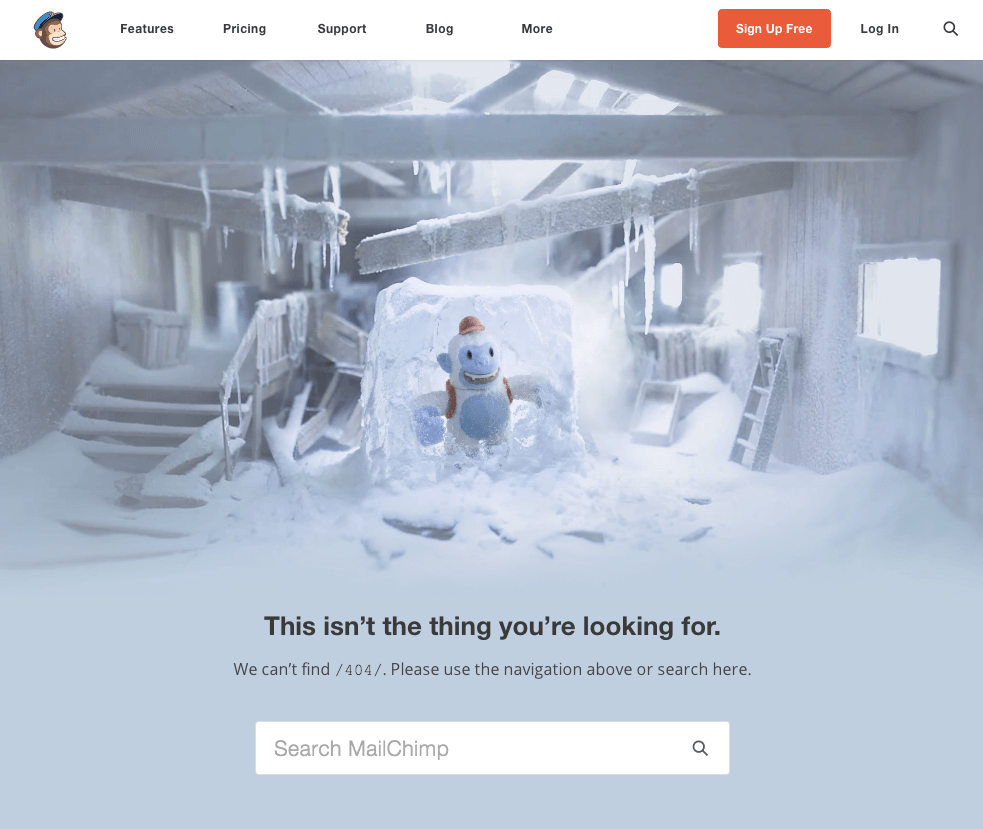 Features Pricing Support Blog More Sign Up Free Log In
This isn’t the thing you’re looking for.
We can’t find /404/. Please use the navigation above or search here.
Search MailChimp